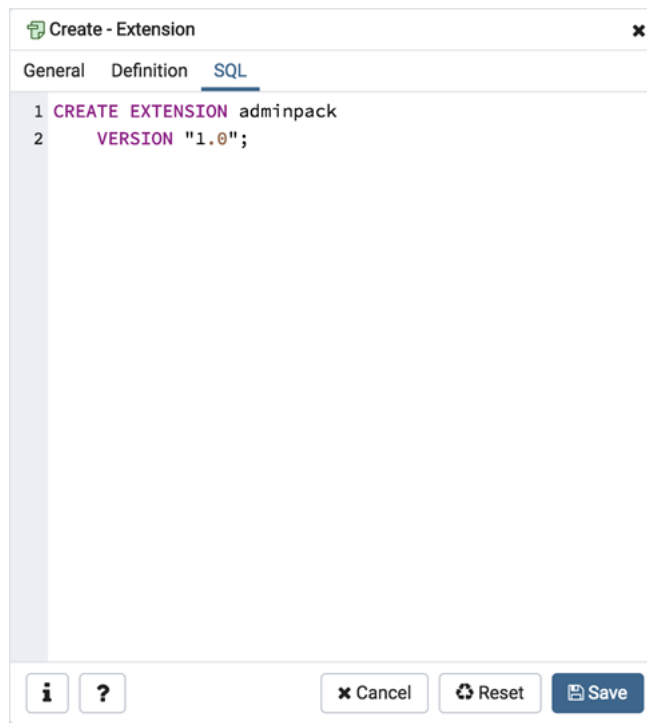 Create - Extension
General Definition SQL
1 CREATE EXTENSION adminpack
2 VERSION "1.0";
i ? Cancel Reset Save